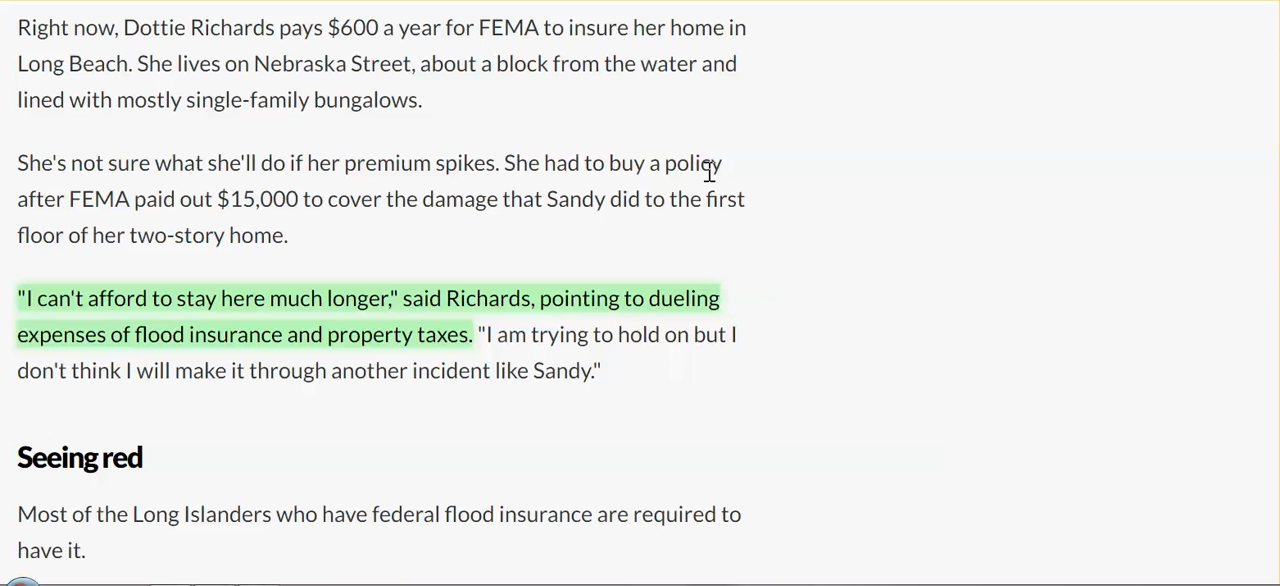 Right now, Dottie Richards pays $600 a year for FEMA to insure her home in
Long Beach. She lives on Nebraska Street, about a block from the water and
lined with mostly single-family bungalows.
She's not sure what she'll do if her premium spikes. She had to buy a policy
after FEMA paid out $15,000 to cover the damage that Sandy did to the first
floor of her two-story home.
"I can't afford to stay here much longer," said Richards, pointing to dueling
expenses of flood insurance and property taxes. "I am trying to hold on but I
don't think I will make it through another incident like Sandy."
Seeing red
Most of the Long Islanders who have federal flood insurance are required to
have it.